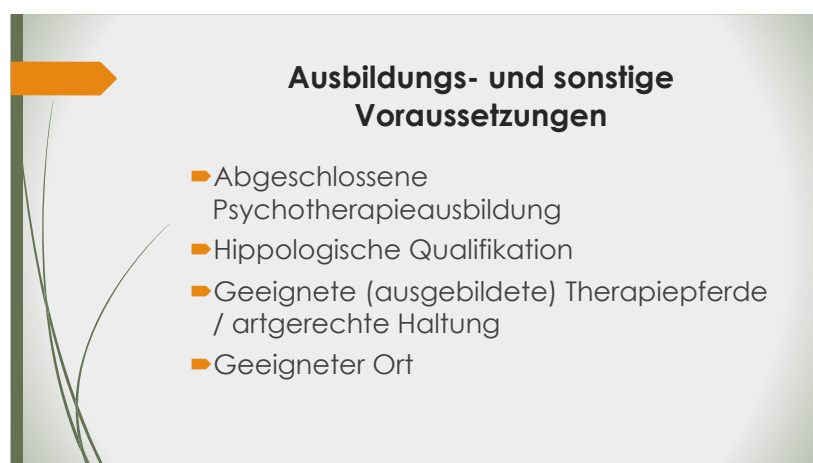 Ausbildungs- und sonstige
Voraussetzungen
Abgeschlossene
Psychotherapieausbildung
Hippologische Qualifikation
Geeignete (ausgebildete) Therapiepferde
/ artgerechte Haltung
Geeigneter Ort